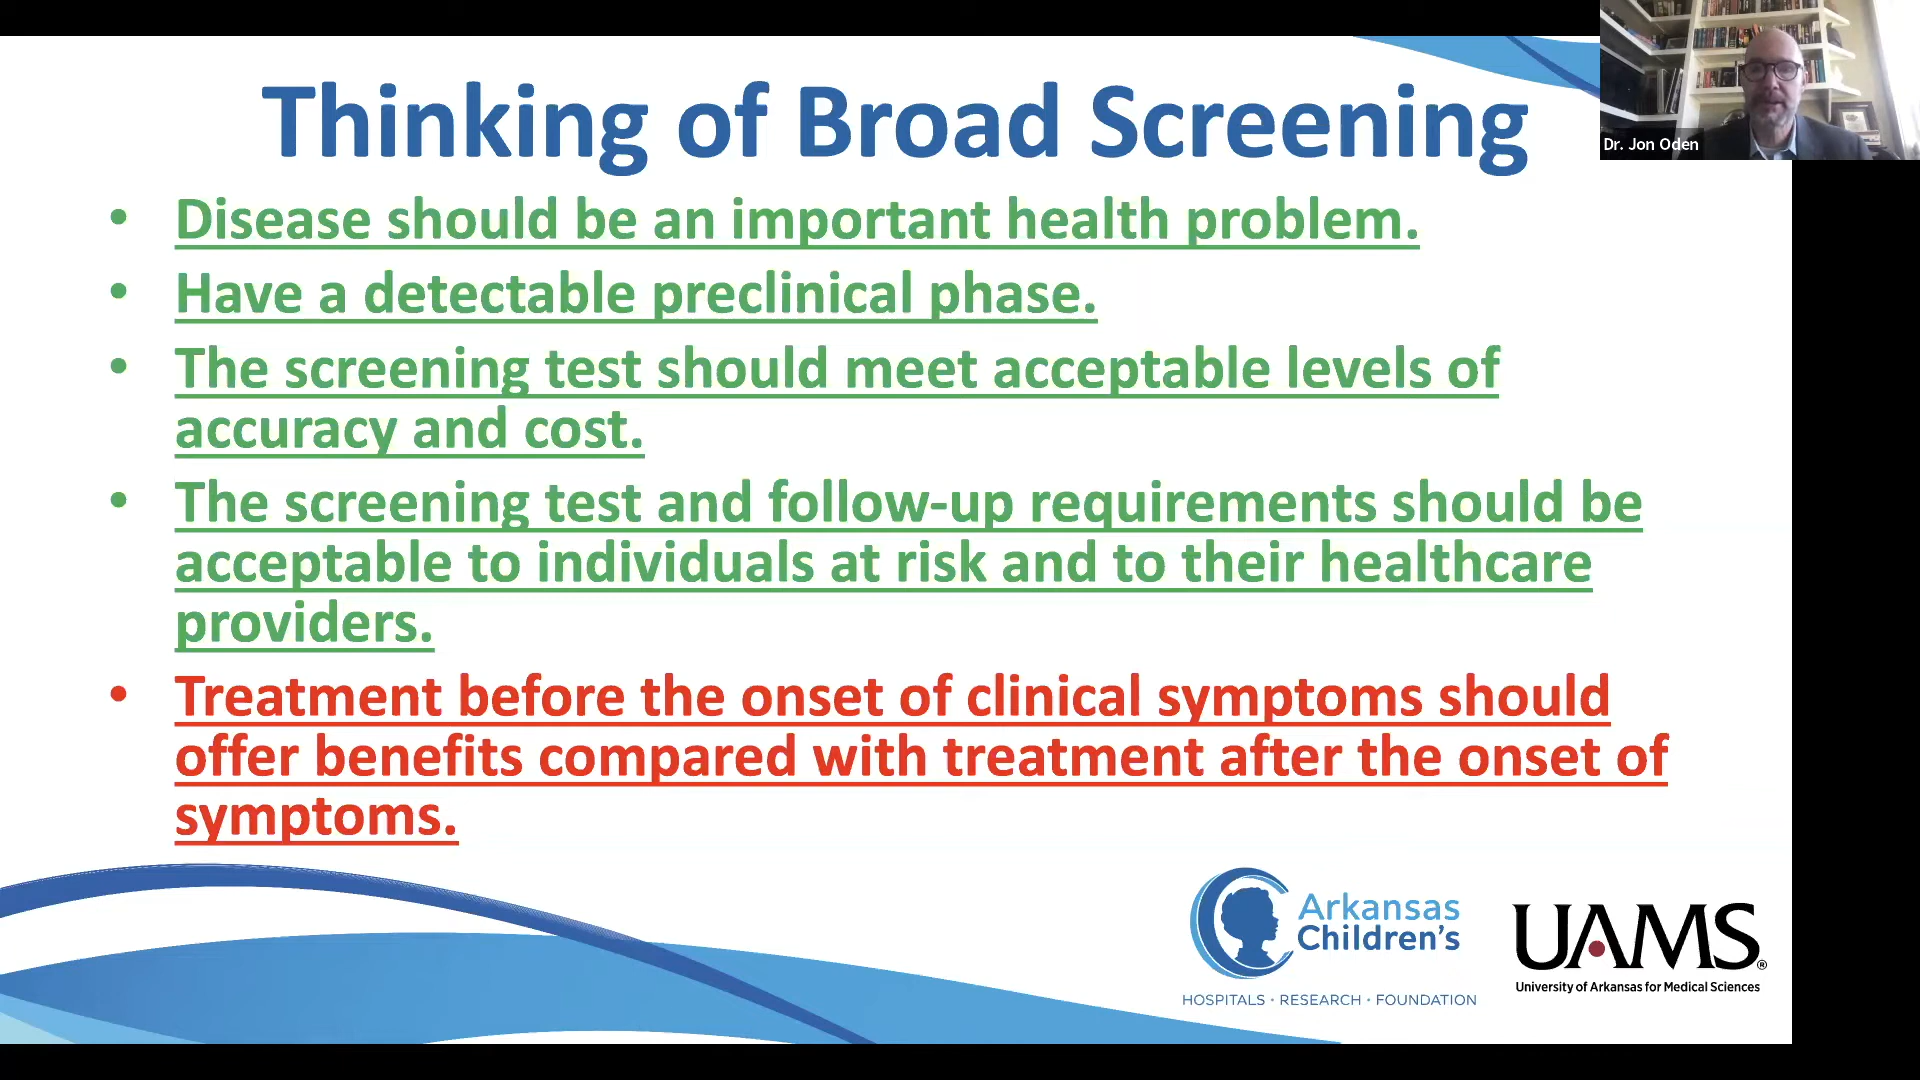 Thinking of Broad Screening
Dr. Jon Oden
• Disease should be an important health problem.
• Have a detectable preclinical phase.
• The screening test should meet acceptable levels of
accuracy and cost.
• The screening test and follow-up requirements should be
acceptable to individuals at risk and to their healthcare
providers.
• Treatment before the onset of clinical symptoms should
offer benefits compared with treatment after the onset of
symptoms.
Arkansas
Children's
HOSPITALS • RESEARCH • FOUNDATION
UAMS®
University of Arkansas for Medical Sciences